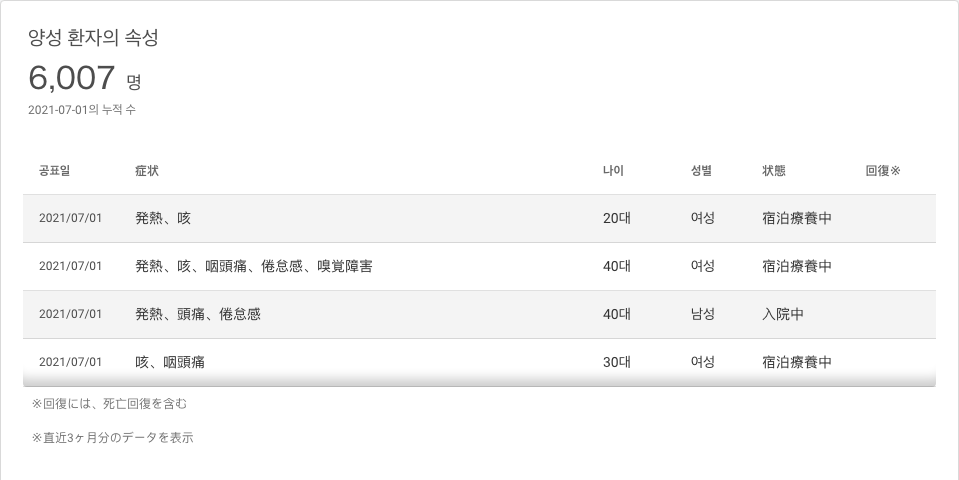 양성 환자의 속성
6,007 명
2021-07-01의 누적 수
공표일 症状 나이 성별 状態 回復※
2021/07/01 発熱、咳 20대 여성 宿泊療養中
2021/07/01 発熱、咳、咽頭痛、倦怠感、嗅覚障害 40대 여성 宿泊療養中
2021/07/01 発熱、頭痛、倦怠感 40대 남성 入院中
2021/07/01 咳、咽頭痛 30대 여성 宿泊療養中
※回復には、死亡回復を含む
※直近3ヶ月分のデータを表示